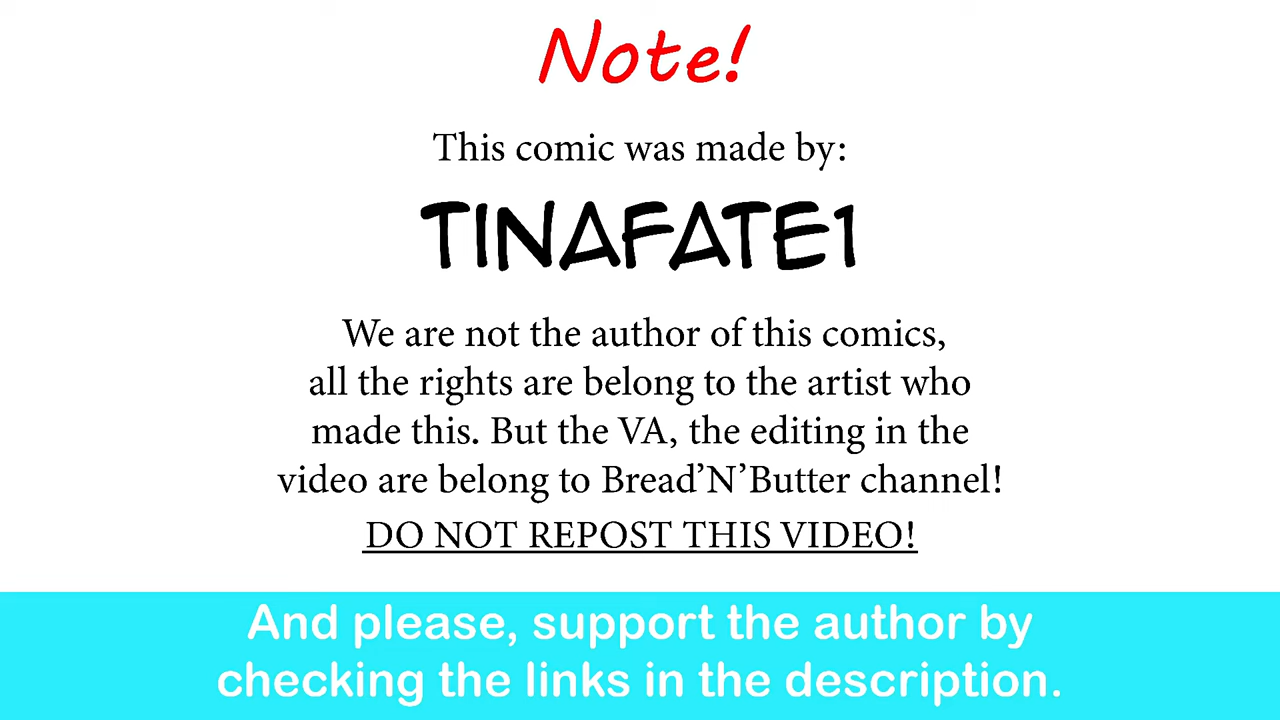 Note!
This comic was made by:
TINAFATE1
We are not the author of this comics,
all the rights are belong to the artist who
made this. But the VA, the editing in the
video are belong to Bread’N’Butter channel!
DO NOT REPOST THIS VIDEO!
And please, support the author by
checking the links in the description.